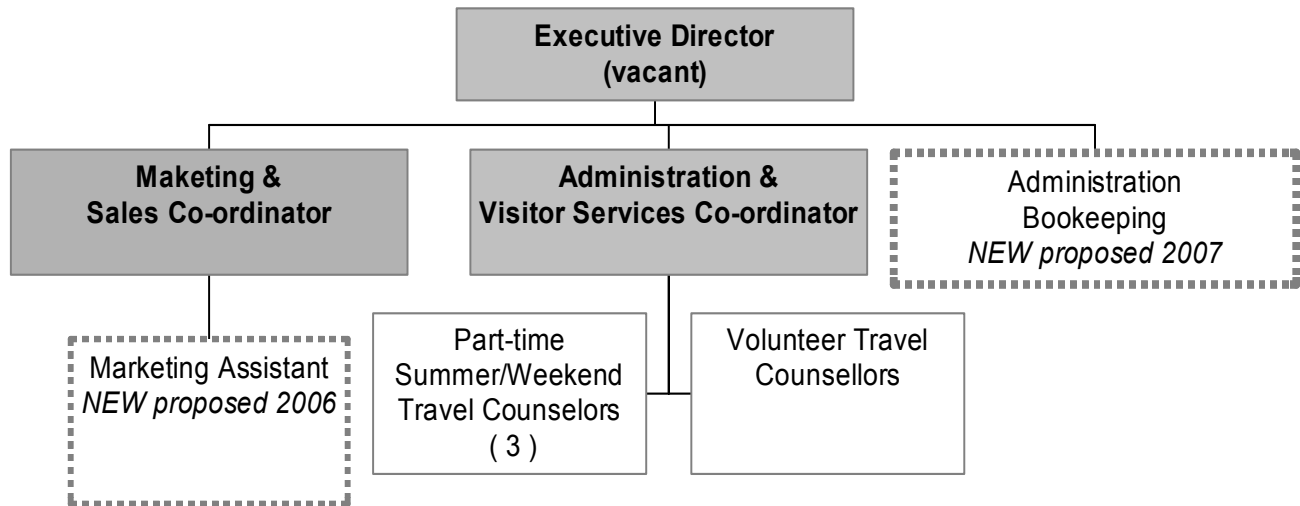 Executive Director
(vacant)
Maketing &
Sales Co-ordinator
Administration &
Visitor Services Co-ordinator
Administration
Bookeeping
NEW proposed 2007
Marketing Assistant
NEW proposed 2006
Part-time
Summer/Weekend
Travel Counselors
( 3 )
Volunteer Travel
Counsellors